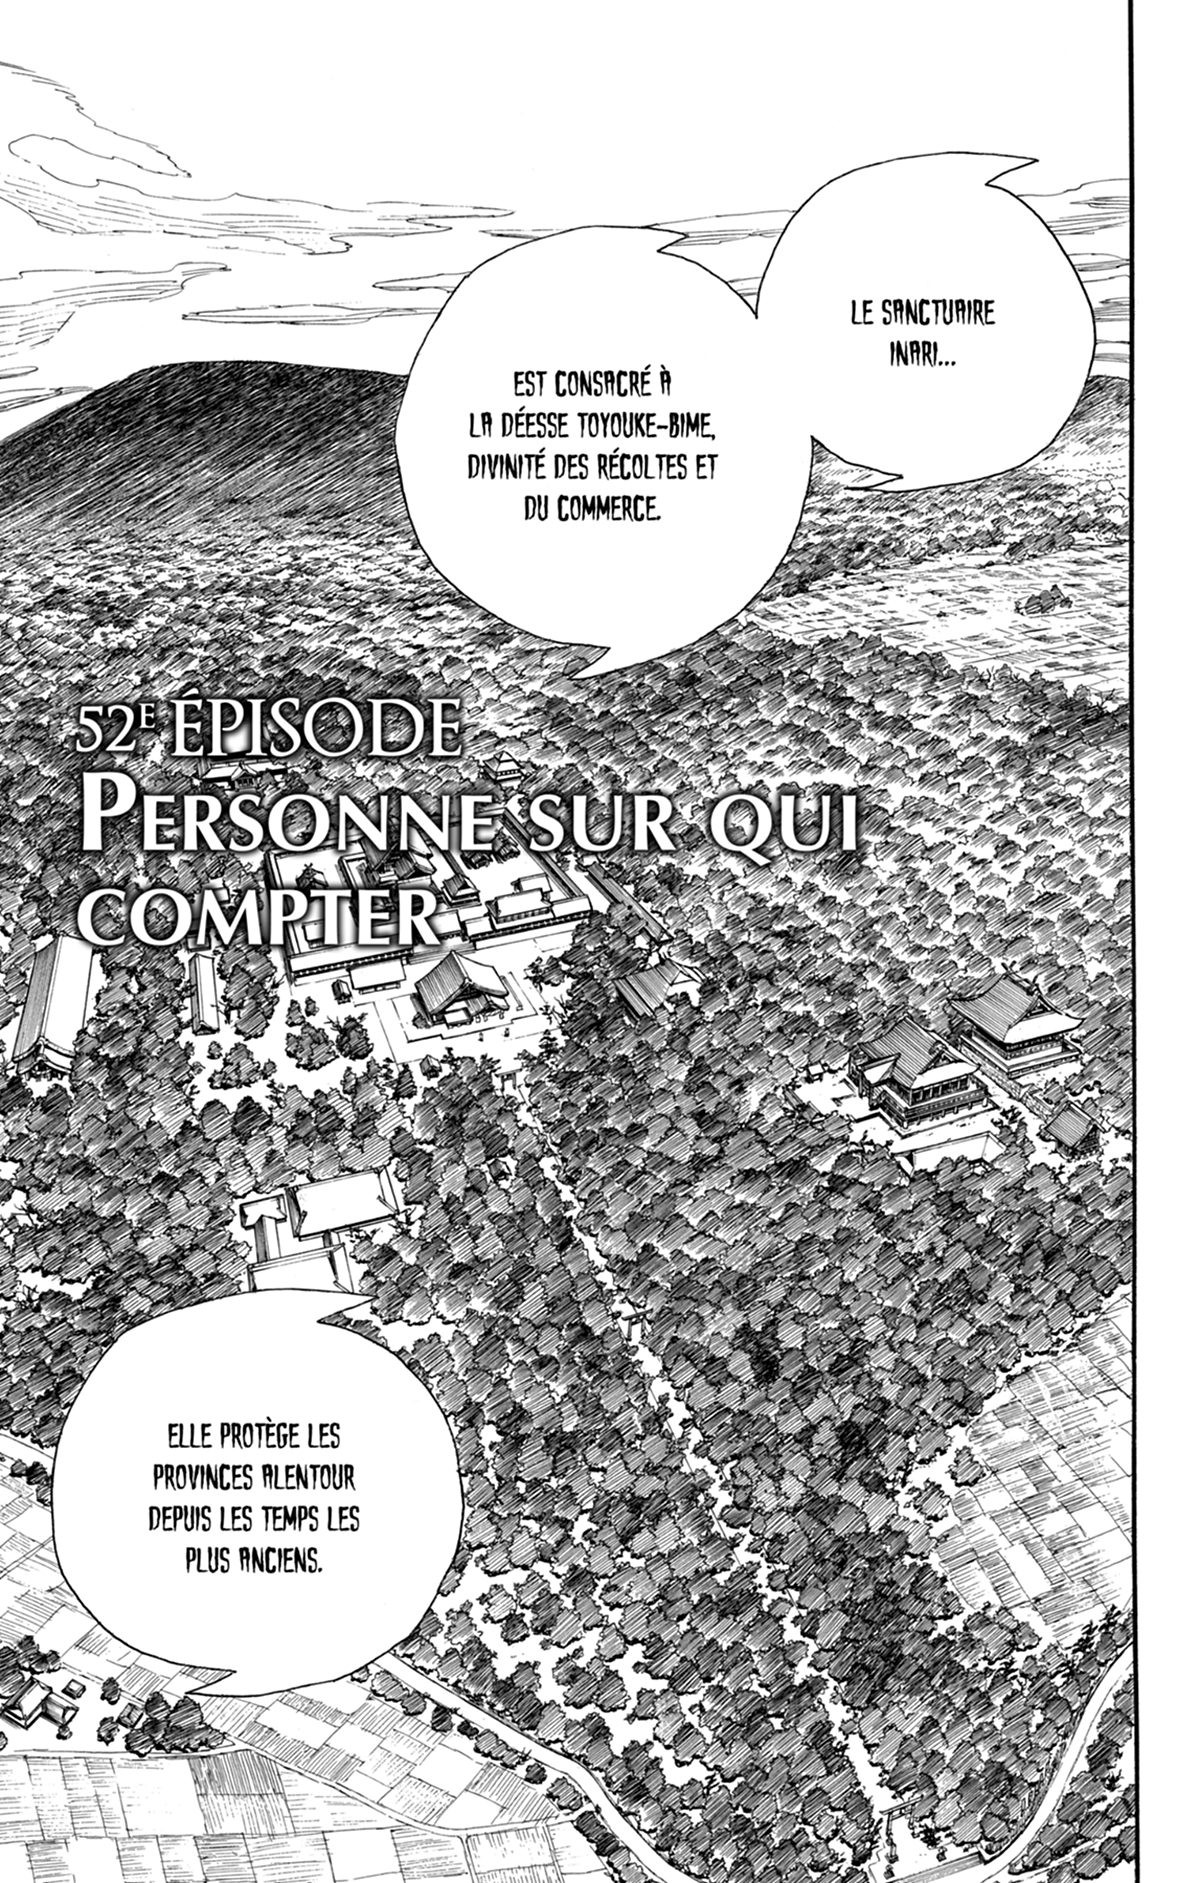 LE SANCTUAIRE
INARI...
EST CONSACRÉ À
LA DÉESSE TOYOUKE-BIME,
DIVINITÉ DES RÉCOLTES ET
DU COMMERCE.
52E ÉPISODE
PERSONNE SUR QUI
COMPTER
ELLE PROTÈGE LES
PROVINCES ALENTOUR
DEPUIS LES TEMPS LES
PLUS ANCIENS.